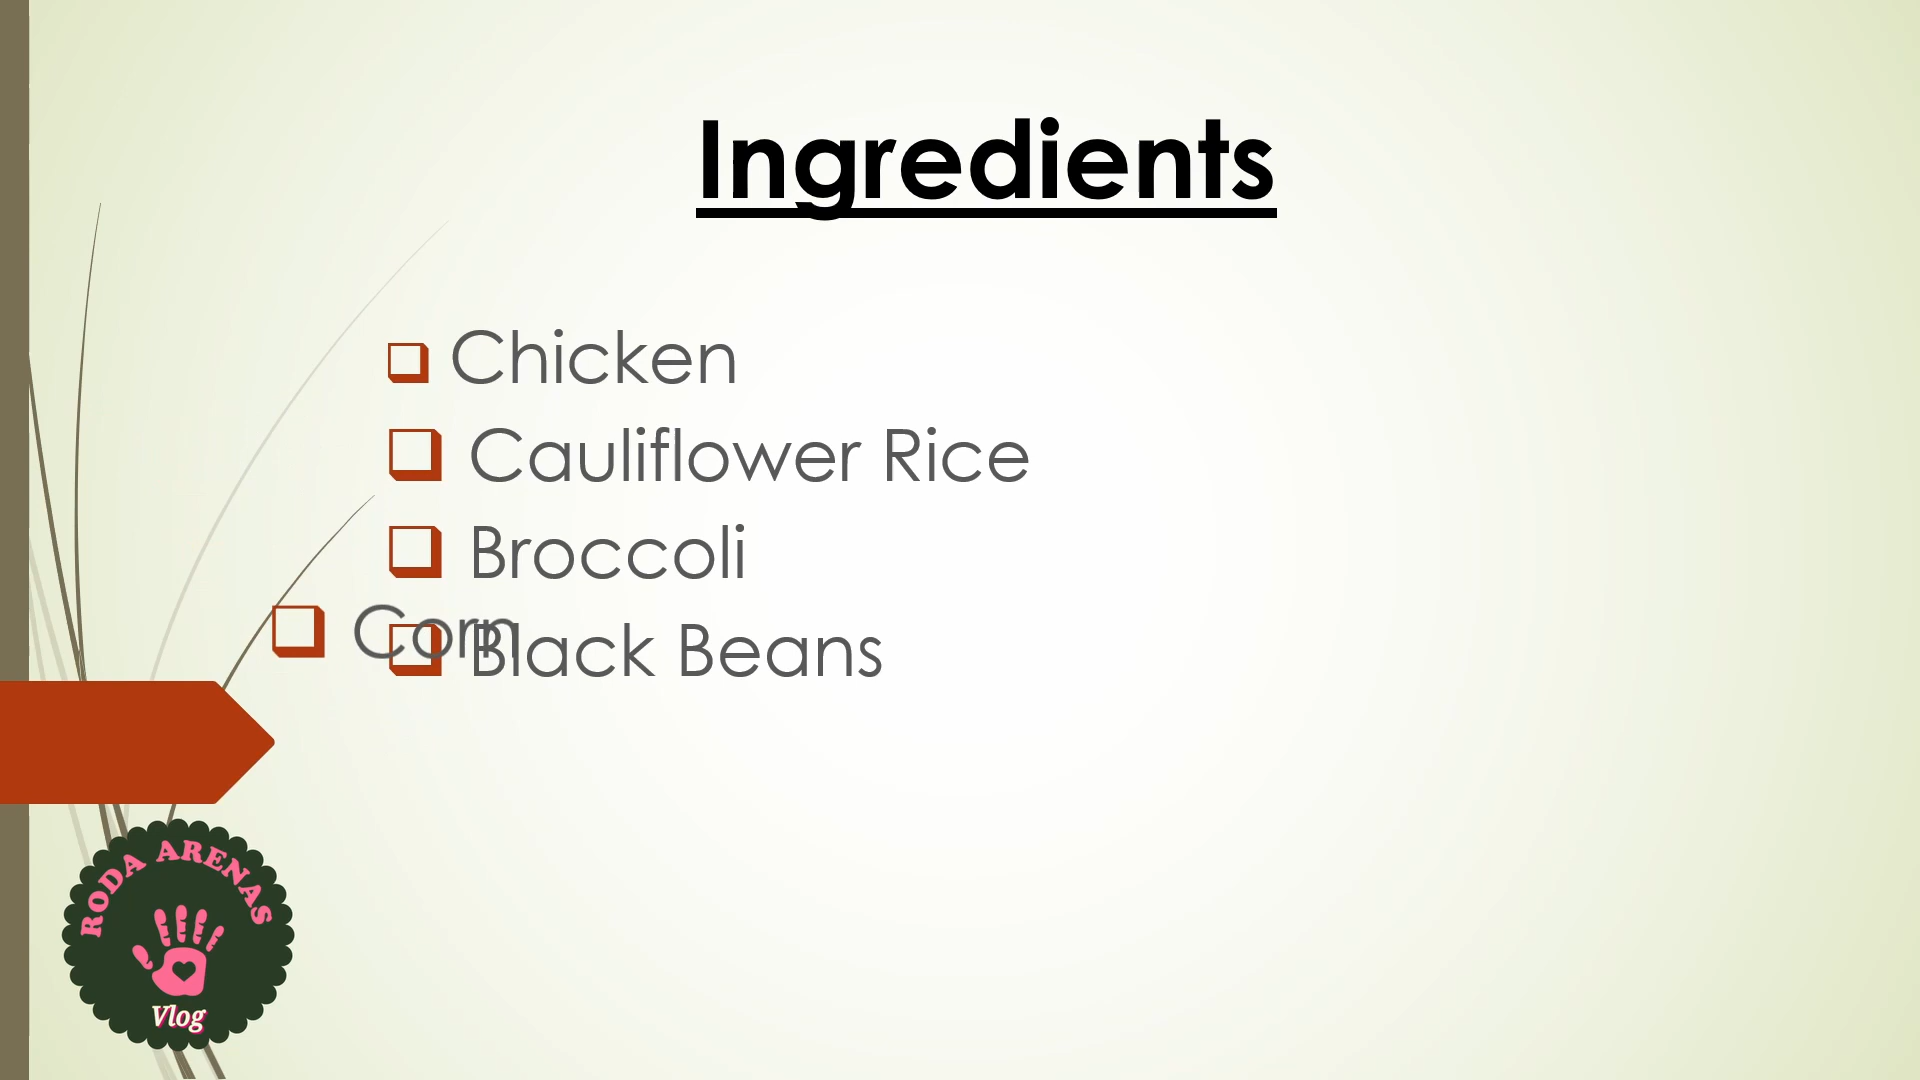 Ingredients
Chicken
Cauliflower Rice
Broccoli
Corn
Black Beans
RODA ARENAS
Vlog